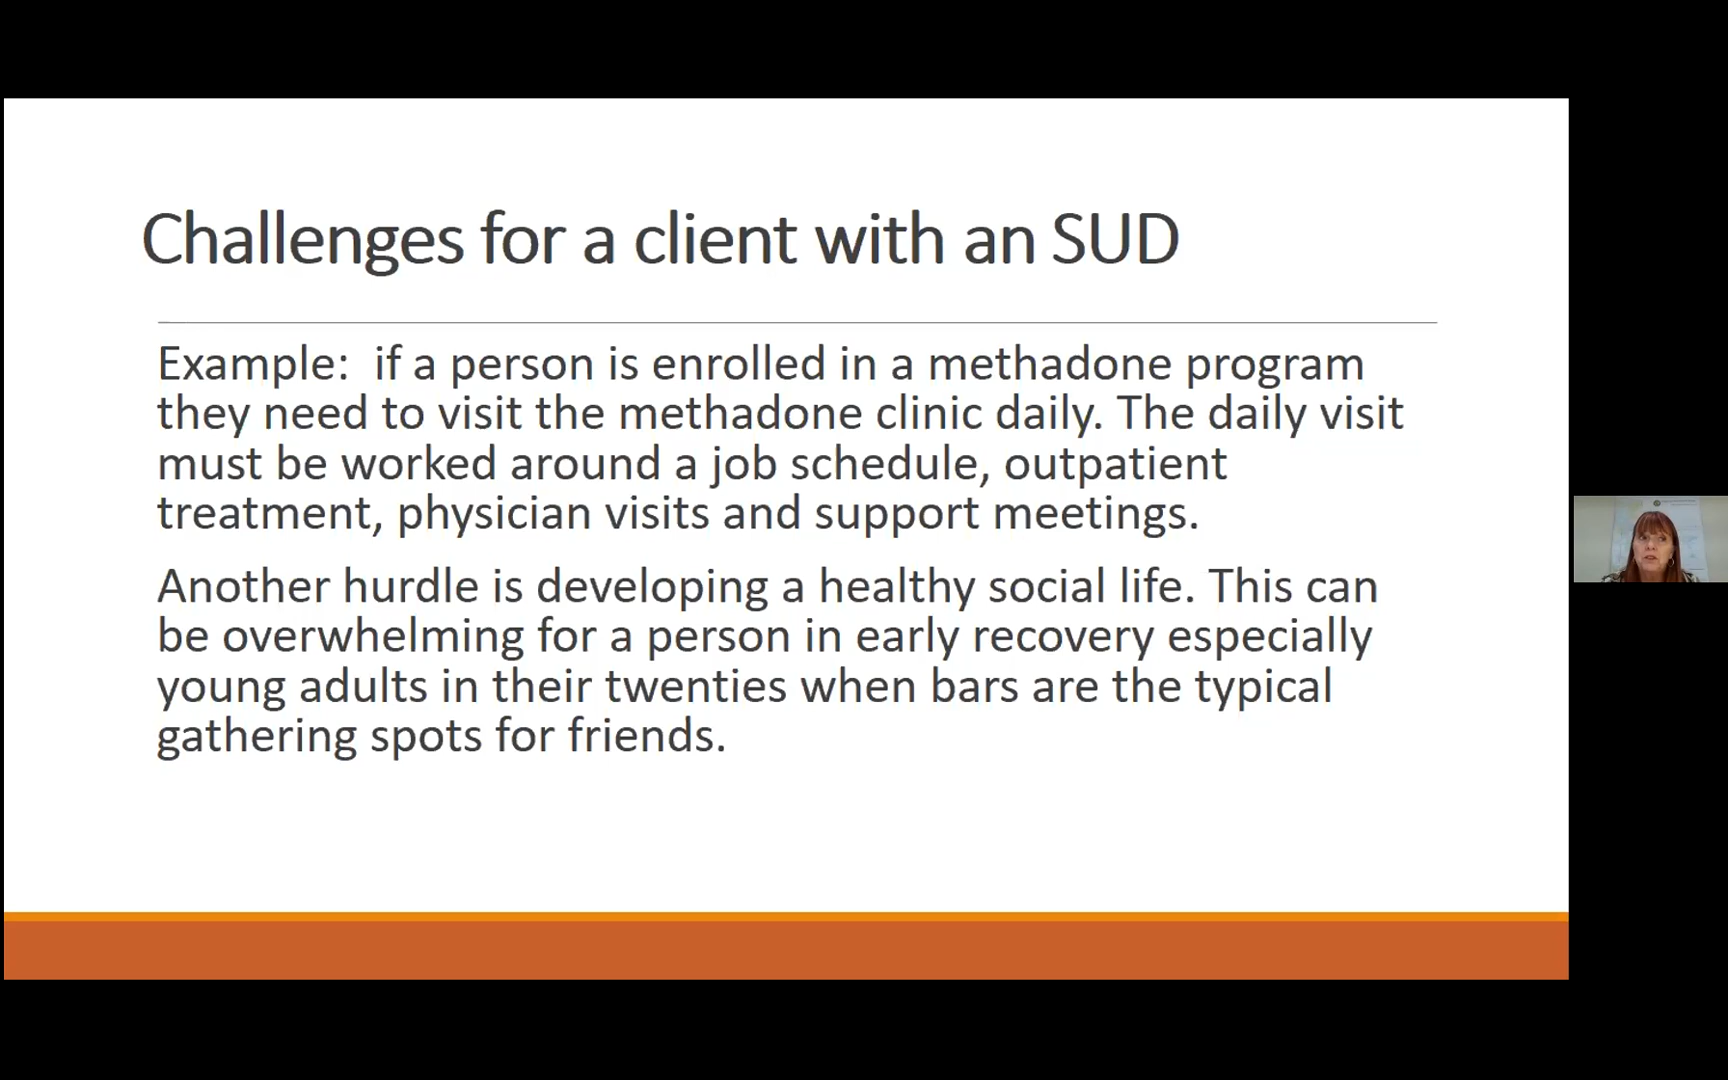 Challenges for a client with an SUD
Example:  if a person is enrolled in a methadone program
they need to visit the methadone clinic daily. The daily visit
must be worked around a job schedule, outpatient
treatment, physician visits and support meetings.
Another hurdle is developing a healthy social life. This can
be overwhelming for a person in early recovery especially
young adults in their twenties when bars are the typical
gathering spots for friends.